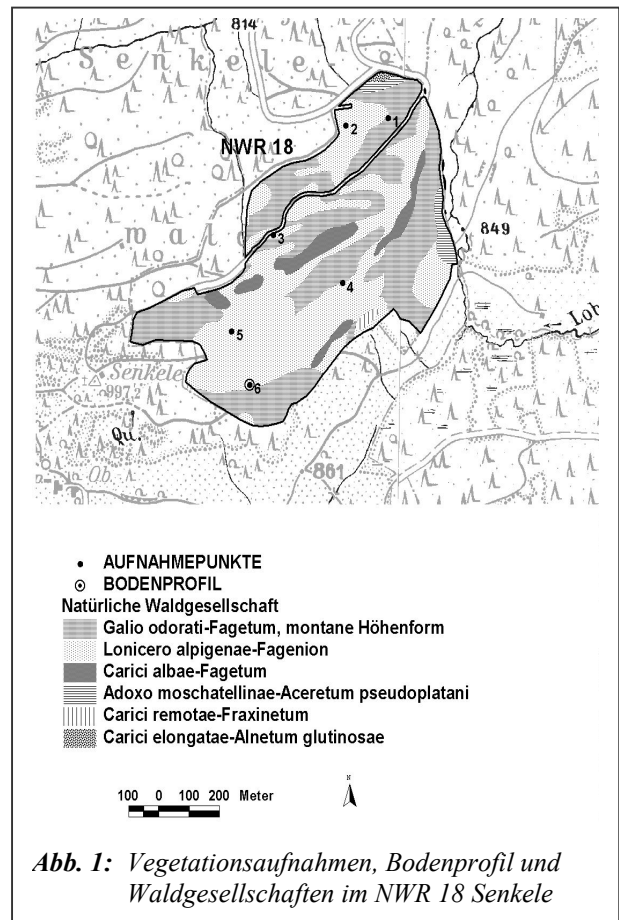 814
Senkele-
2
1
NWR 18
wald
3
849
4
Lob
5
Senkele
997,2
6
Qu.
Ob.
861
AUFNAHMEPUNKTE
BODENPROFIL
Natürliche Waldgesellschaft
Galio odorati-Fagetum, montane Höhenform
Lonicero alpigenae-Fagenion
Carici albae-Fagetum
Adoxo moschatellinae-Aceretum pseudoplatani
Carici remotae-Fraxinetum
Carici elongatae-Alnetum glutinosae
100 0 100 200 Meter
N
Abb. 1: Vegetationsaufnahmen, Bodenprofil und
Waldgesellschaften im NWR 18 Senkele